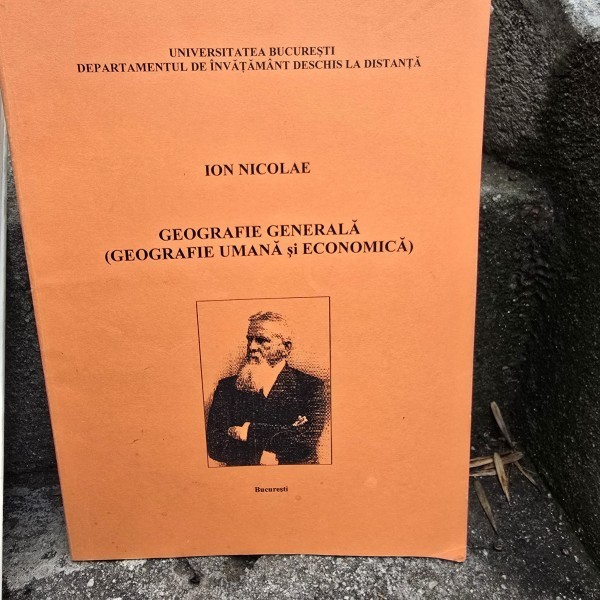 UNIVERSITATEA BUCUREŞTI
DEPARTAMENTUL DE ÎNVĂŢĂMÂNT DESCHIS LA DISTANŢĂ
ION NICOLAE
GEOGRAFIE GENERALĂ
(GEOGRAFIE UMANĂ şi ECONOMICĂ)
Bucureşti